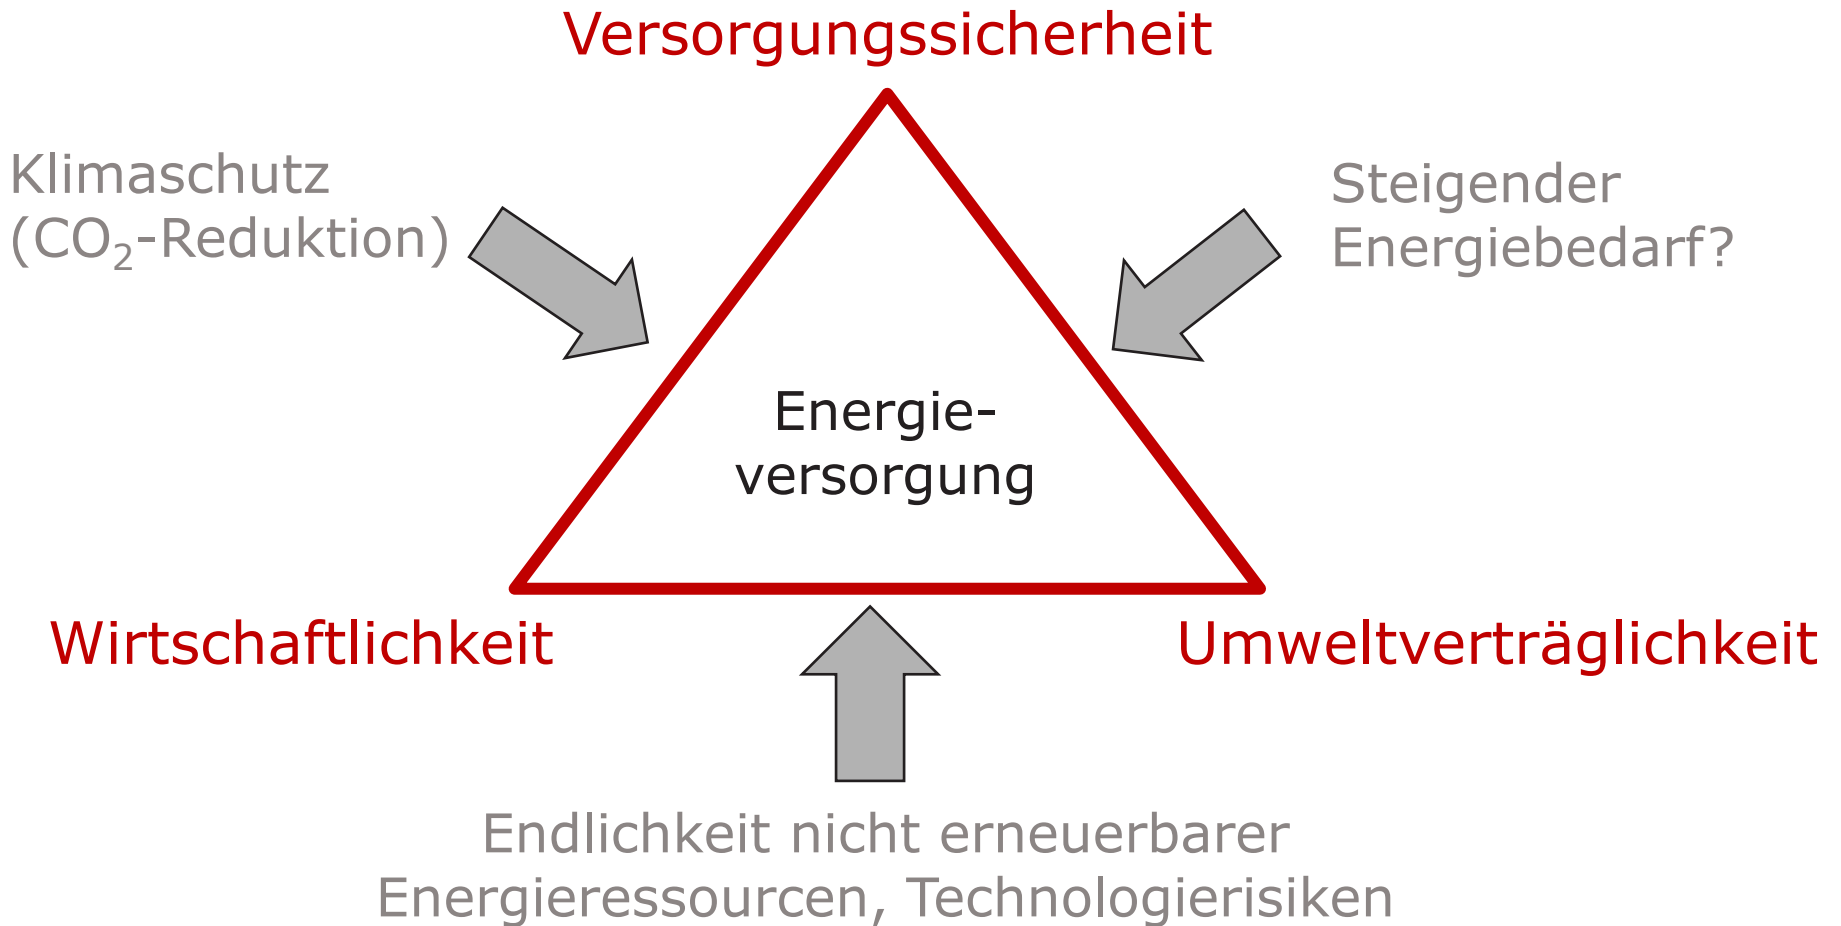 Versorgungssicherheit
Klimaschutz
(CO₂-Reduktion)
Steigender
Energiebedarf?
Energie-
versorgung
Wirtschaftlichkeit
Umweltverträglichkeit
Endlichkeit nicht erneuerbarer
Energieressourcen, Technologierisiken